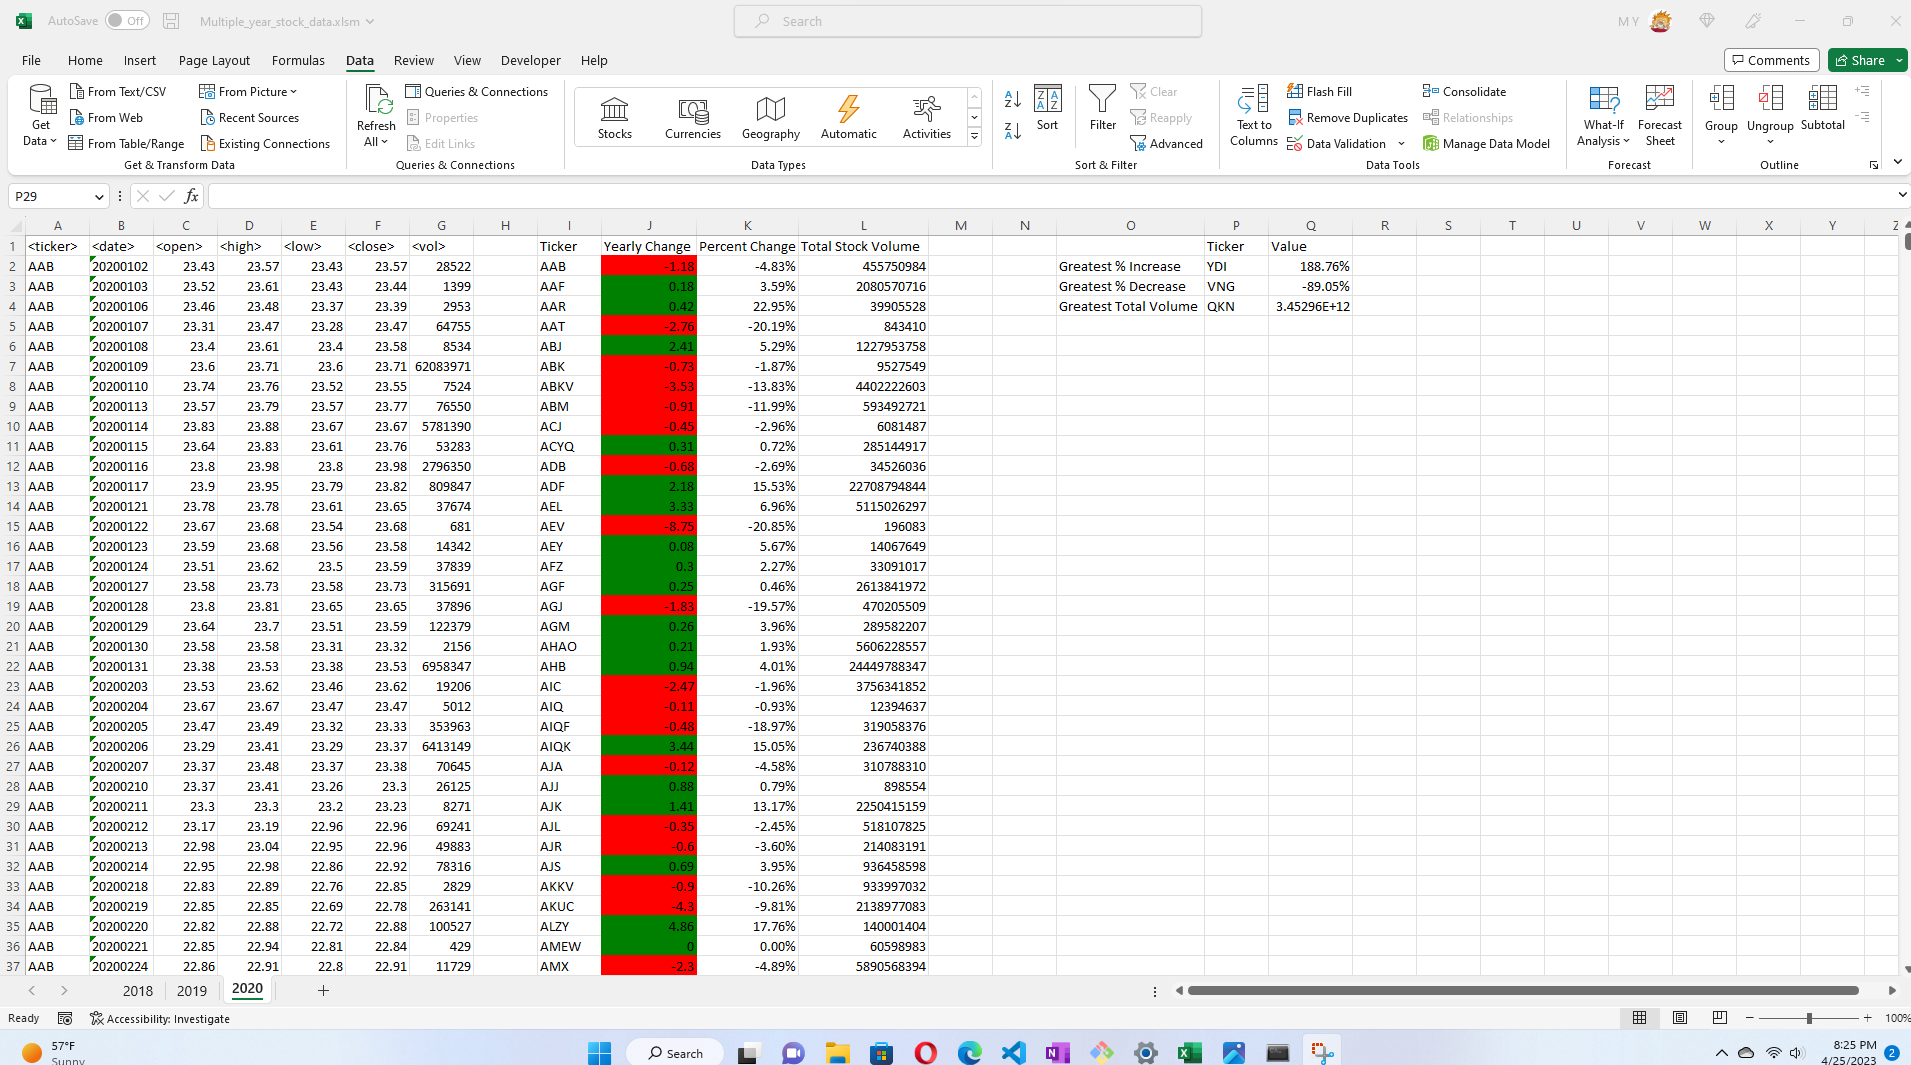 AutoSave Off Multiple_year_stock_data.xlsm Search M Y
File Home Insert Page Layout Formulas Data Review View Developer Help Comments Share
Get Data From Text/CSV From Picture Refresh All Queries & Connections Stocks Currencies Geography Automatic Activities Sort Filter Clear Text to Columns Flash Fill Consolidate What-If Analysis Forecast Sheet Group Ungroup Subtotal
From Web Recent Sources Properties Reapply Remove Duplicates Relationships
From Table/Range Existing Connections Edit Links Advanced Data Validation Manage Data Model
Get & Transform Data Queries & Connections Data Types Sort & Filter Data Tools Forecast Outline
P29 fx
A B C D E F G H I J K L M N O P Q R S T U V W X Y Z
1 <ticker> <date> <open> <high> <low> <close> <vol> Ticker Yearly Change Percent Change Total Stock Volume Ticker Value
2 AAB 20200102 23.43 23.57 23.43 23.57 28522 AAB -1.18 -4.83% 455750984 Greatest % Increase YDI 188.76%
3 AAB 20200103 23.52 23.61 23.43 23.44 1399 AAF 0.18 3.59% 2080570716 Greatest % Decrease VNG -89.05%
4 AAB 20200106 23.46 23.48 23.37 23.39 2953 AAR 0.42 22.95% 39905528 Greatest Total Volume QKN 3.45296E+12
5 AAB 20200107 23.31 23.47 23.28 23.47 64755 AAT -2.76 -20.19% 843410
6 AAB 20200108 23.4 23.61 23.4 23.58 8534 ABJ 2.41 5.29% 1227953758
7 AAB 20200109 23.6 23.71 23.6 23.71 62083971 ABK -0.73 -1.87% 9527549
8 AAB 20200110 23.74 23.76 23.52 23.55 7524 ABKV -3.53 -13.83% 4402222603
9 AAB 20200113 23.57 23.79 23.57 23.77 76550 ABM -0.91 -11.99% 593492721
10 AAB 20200114 23.83 23.88 23.67 23.67 5781390 ACJ -0.45 -2.96% 6081487
11 AAB 20200115 23.64 23.83 23.61 23.76 53283 ACYQ 0.31 0.72% 285144917
12 AAB 20200116 23.8 23.98 23.8 23.98 2796350 ADB -0.68 -2.69% 34526036
13 AAB 20200117 23.9 23.95 23.79 23.82 809847 ADF 2.18 15.53% 22708794844
14 AAB 20200121 23.78 23.78 23.61 23.65 37674 AEL 3.33 6.96% 5115026297
15 AAB 20200122 23.67 23.68 23.54 23.68 681 AEV -8.75 -20.85% 196083
16 AAB 20200123 23.59 23.68 23.56 23.58 14342 AEY 0.08 5.67% 14067649
17 AAB 20200124 23.51 23.62 23.5 23.59 37839 AFZ 0.3 2.27% 33091017
18 AAB 20200127 23.58 23.73 23.58 23.73 315691 AGF 0.25 0.46% 2613841972
19 AAB 20200128 23.8 23.81 23.65 23.65 37896 AGJ -1.83 -19.57% 470205509
20 AAB 20200129 23.64 23.7 23.51 23.59 122379 AGM 0.26 3.96% 289582207
21 AAB 20200130 23.58 23.58 23.31 23.32 2156 AHAO 0.21 1.93% 5606228557
22 AAB 20200131 23.38 23.53 23.38 23.53 6958347 AHB 0.94 4.01% 24449788347
23 AAB 20200203 23.53 23.62 23.46 23.62 19206 AIC -2.47 -1.96% 3756341852
24 AAB 20200204 23.67 23.67 23.47 23.47 5012 AIQ -0.11 -0.93% 12394637
25 AAB 20200205 23.47 23.49 23.32 23.33 353963 AIQF -0.48 -18.97% 319058376
26 AAB 20200206 23.29 23.41 23.29 23.37 6413149 AIQK 3.44 15.05% 236740388
27 AAB 20200207 23.37 23.48 23.37 23.38 70645 AJA -0.12 -4.58% 310788310
28 AAB 20200210 23.37 23.41 23.26 23.3 26125 AJJ 0.88 0.79% 898554
29 AAB 20200211 23.3 23.3 23.2 23.23 8271 AJK 1.41 13.17% 2250415159
30 AAB 20200212 23.17 23.19 22.96 22.96 69241 AJL -0.35 -2.45% 518107825
31 AAB 20200213 22.98 23.04 22.95 22.96 49883 AJR -0.6 -3.60% 214083191
32 AAB 20200214 22.95 22.98 22.86 22.92 78316 AJS 0.69 3.95% 936458598
33 AAB 20200218 22.83 22.89 22.76 22.85 2829 AKKV -0.9 -10.26% 933997032
34 AAB 20200219 22.85 22.85 22.69 22.78 263141 AKUC -4.3 -9.81% 2138977083
35 AAB 20200220 22.82 22.88 22.72 22.88 100527 ALZY 4.86 17.76% 140001404
36 AAB 20200221 22.85 22.94 22.81 22.84 429 AMEW 0 0.00% 60598983
37 AAB 20200224 22.86 22.91 22.8 22.91 11729 AMX -2.3 -4.89% 5890568394
2018 2019 2020
Ready Accessibility: Investigate 100%
57°F Search 8:25 PM
Sunny 4/25/2023 2